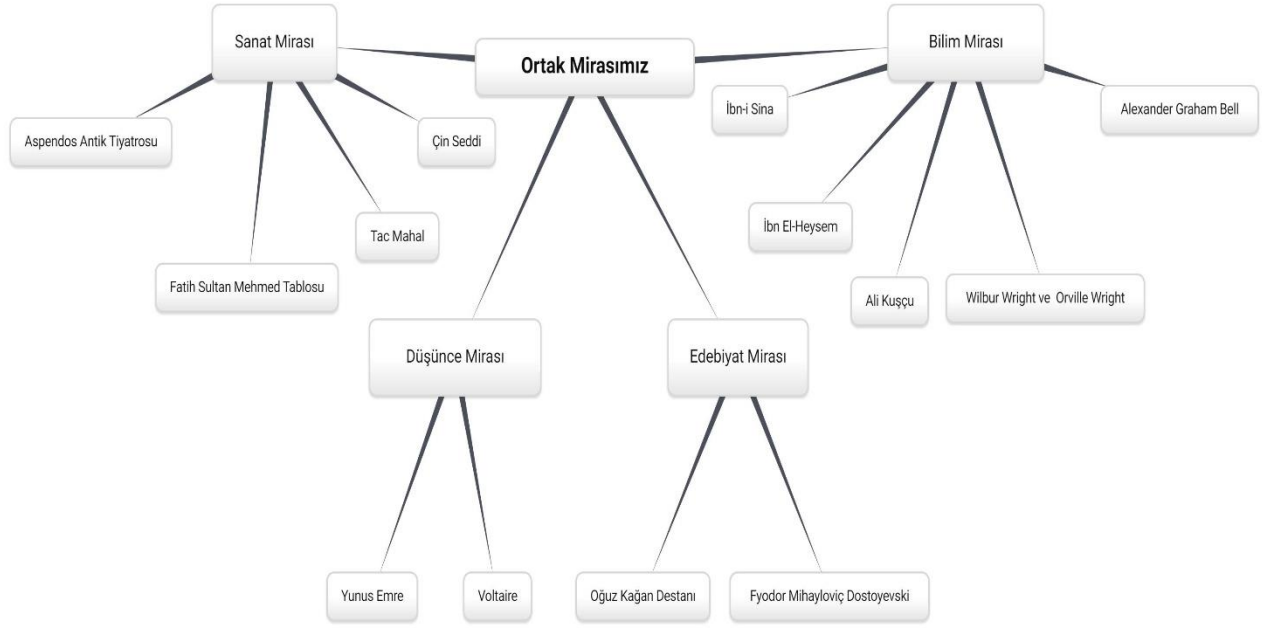 Sanat Mirası
Ortak Mirasımız
Bilim Mirası
Aspendos Antik Tiyatrosu
Çin Seddi
İbn-i Sina
Alexander Graham Bell
Tac Mahal
İbn El-Heysem
Fatih Sultan Mehmed Tablosu
Ali Kuşçu
Wilbur Wright ve Orville Wright
Düşünce Mirası
Edebiyat Mirası
Yunus Emre
Voltaire
Oğuz Kağan Destanı
Fyodor Mihayloviç Dostoyevski